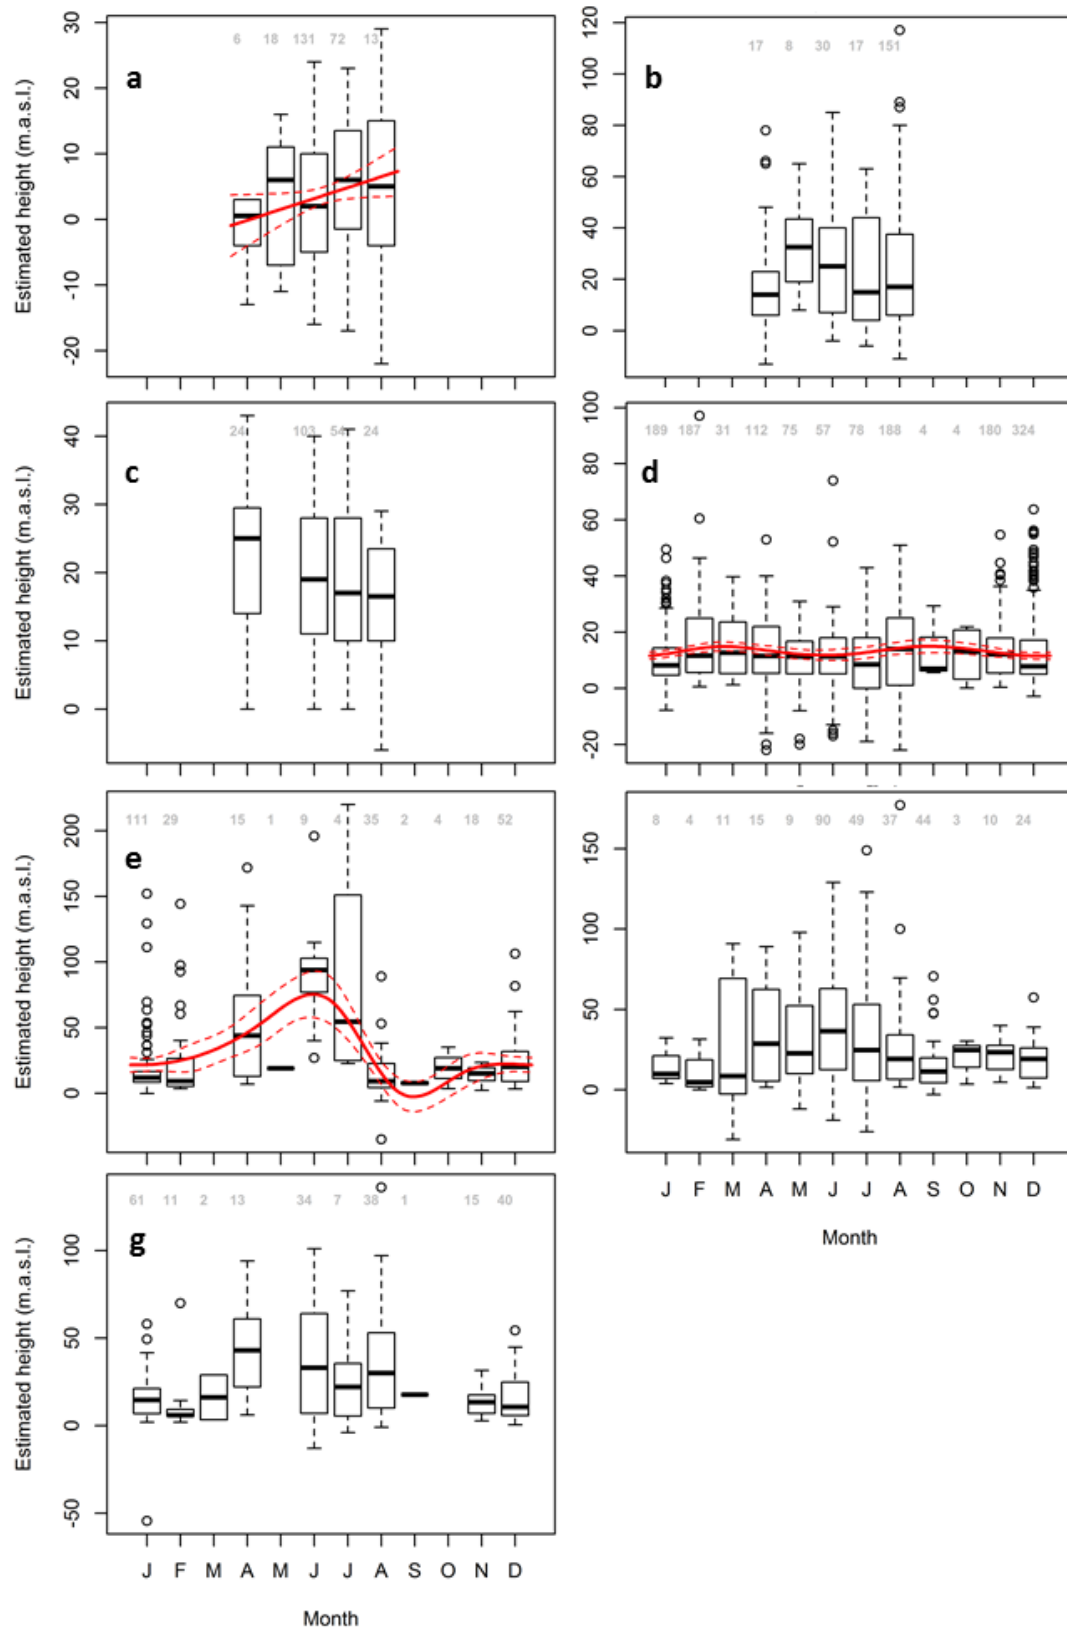 6 18 131 72 13
a
Estimated height (m.a.s.l.)
30
20
10
0
-10
-20
17 8 30 17 151
b
120
100
80
60
40
20
0
24 103 54 24
c
Estimated height (m.a.s.l.)
40
30
20
10
0
189 187 31 112 75 57 78 188 4 4 180 324
d
100
80
60
40
20
0
-20
111 29 15 1 9 4 35 2 4 18 52
e
Estimated height (m.a.s.l.)
200
150
100
50
0
8 4 11 15 9 90 49 37 44 3 10 24
150
100
50
0
J F M A M J J A S O N D
Month
61 11 2 13 34 7 38 1 15 40
g
Estimated height (m.a.s.l.)
100
50
0
-50
J F M A M J J A S O N D
Month